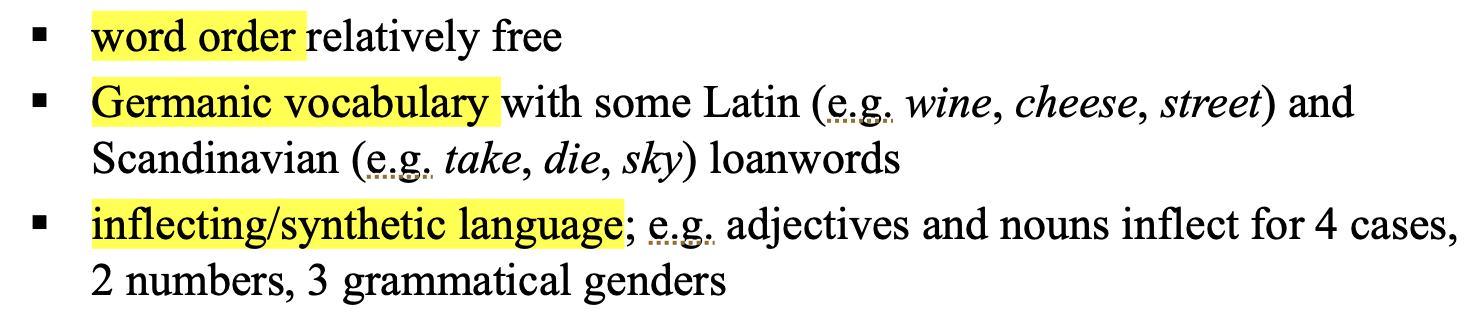 ▪ word order relatively free
▪ Germanic vocabulary with some Latin (e.g. wine, cheese, street) and
Scandinavian (e.g. take, die, sky) loanwords
▪ inflecting/synthetic language; e.g. adjectives and nouns inflect for 4 cases,
2 numbers, 3 grammatical genders